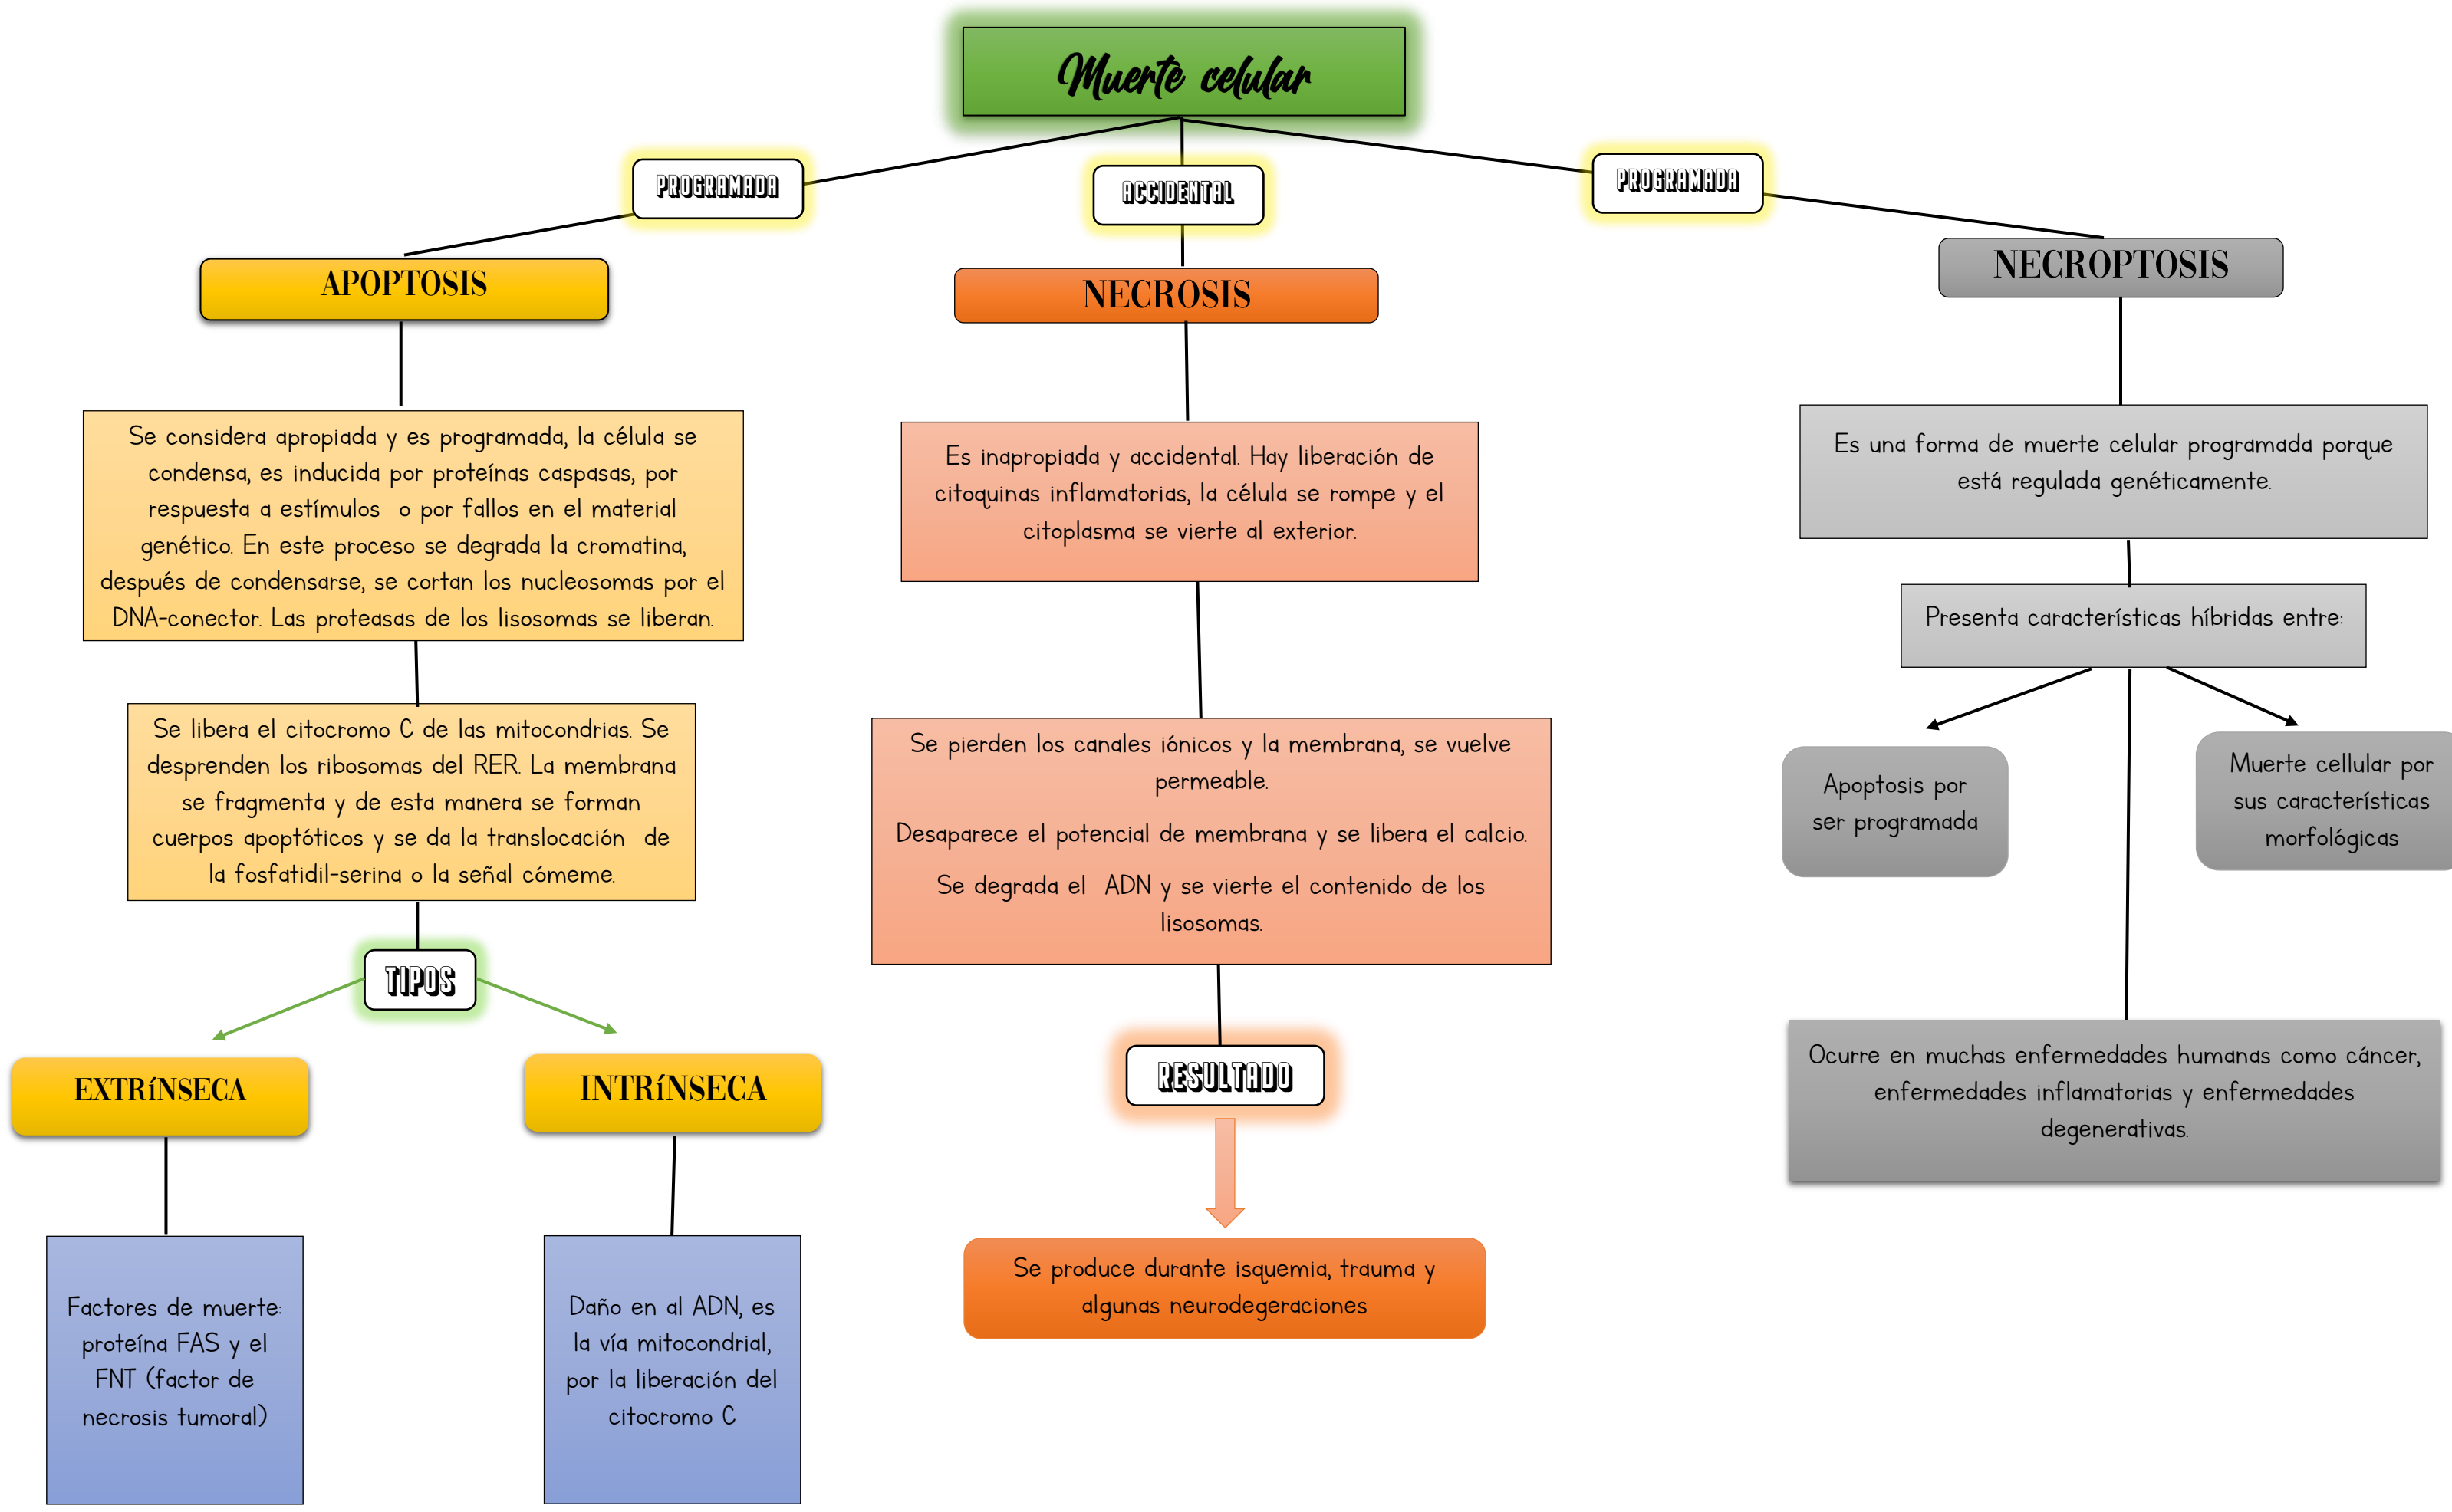 Muerte celular
PROGRAMADA
ACCIDENTAL
PROGRAMADA
APOPTOSIS
Se considera apropiada y es programada, la célula se
condensa, es inducida por proteínas caspasas, por
respuesta a estímulos o por fallos en el material
genético. En este proceso se degrada la cromatina,
después de condensarse, se cortan los nucleosomas por el
DNA-conector. Las proteasas de los lisosomas se liberan.
Se libera el citocromo C de las mitocondrias. Se
desprenden los ribosomas del RER. La membrana
se fragmenta y de esta manera se forman
cuerpos apoptóticos y se da la translocación de
la fosfatidil-serina o la señal cómeme.
TIPOS
EXTRíNSECA
Factores de muerte:
proteína FAS y el
FNT (factor de
necrosis tumoral)
INTRíNSECA
Daño en al ADN, es
la vía mitocondrial,
por la liberación del
citocromo C
NECROSIS
Es inapropiada y accidental. Hay liberación de
citoquinas inflamatorias, la célula se rompe y el
citoplasma se vierte al exterior.
Se pierden los canales iónicos y la membrana, se vuelve
permeable.
Desaparece el potencial de membrana y se libera el calcio.
Se degrada el ADN y se vierte el contenido de los
lisosomas.
RESULTADO
Se produce durante isquemia, trauma y
algunas neurodegeraciones
NECROPTOSIS
Es una forma de muerte celular programada porque
está regulada genéticamente.
Presenta características híbridas entre:
Apoptosis por
ser programada
Muerte cellular por
sus características
morfológicas
Ocurre en muchas enfermedades humanas como cáncer,
enfermedades inflamatorias y enfermedades
degenerativas.